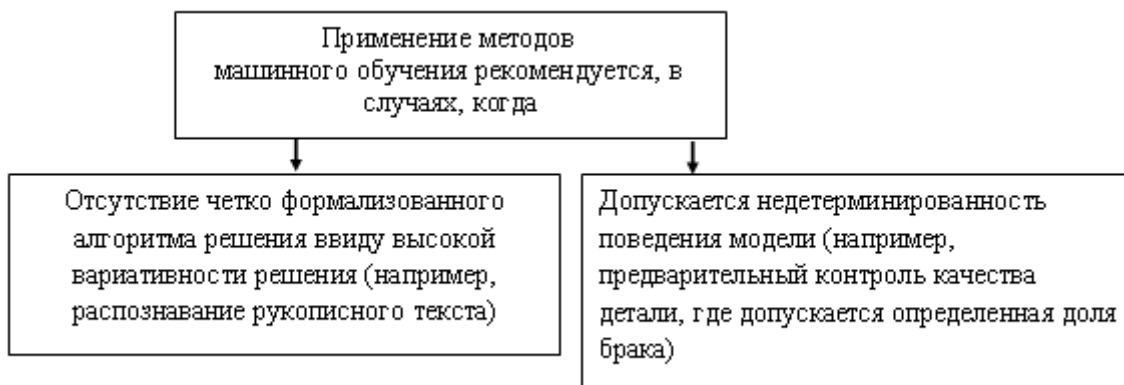 Применение методов
машинного обучения рекомендуется, в
случаях, когда
Отсутствие четко формализованного
алгоритма решения ввиду высокой
вариативности решения (например,
распознавание рукописного текста)
Допускается недетерминированность
поведения модели (например,
предварительный контроль качества
детали, где допускается определенная доля
брака)